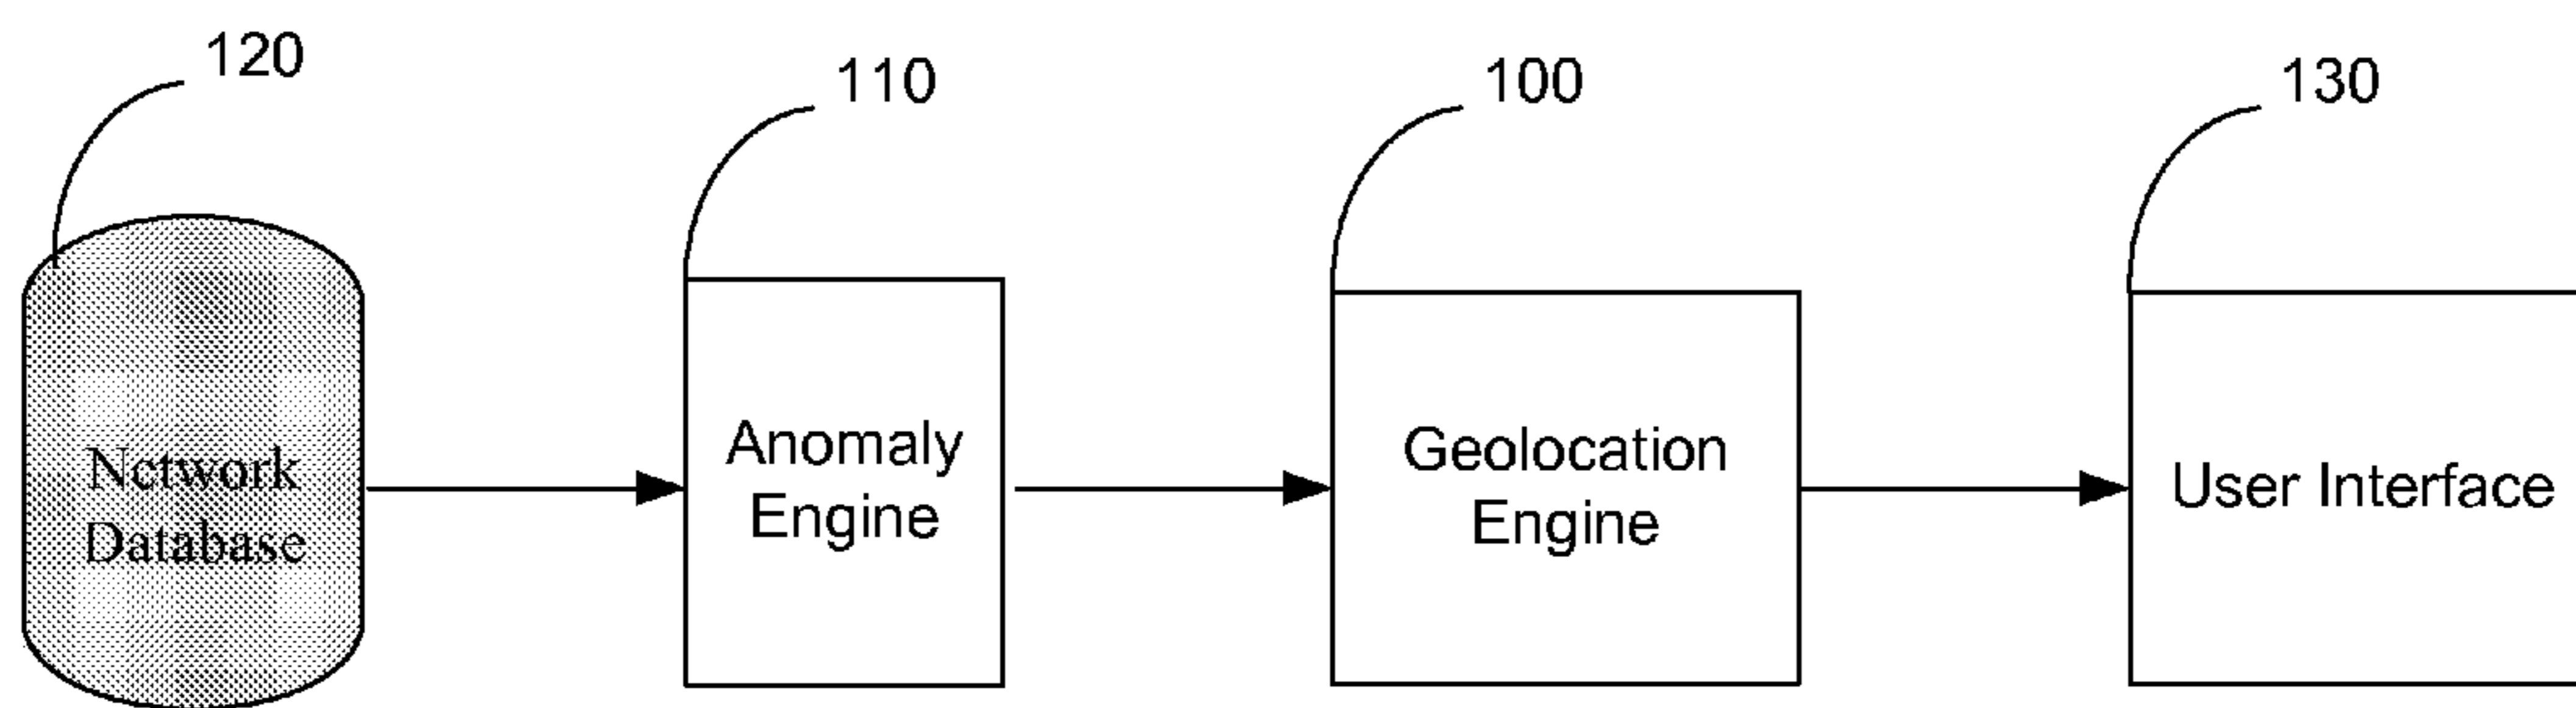 120
110
100
130
Network
Database
Anomaly
Engine
Geolocation
Engine
User Interface